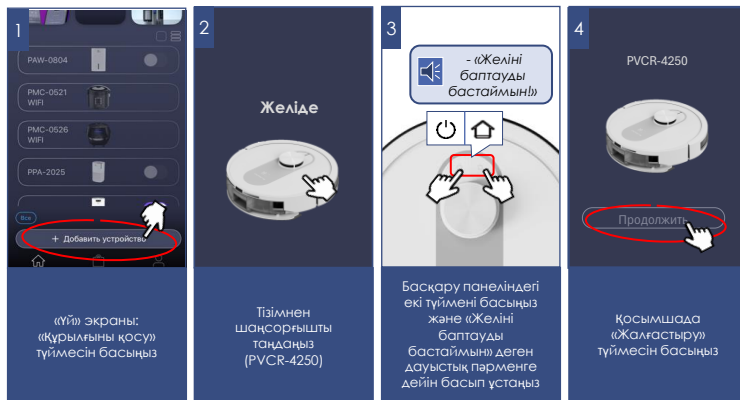 1
PAW-0804
PMC-0521
WIFI
PMC-0526
WIFI
PPA-2025
Все
+ Добавить устройство
«Үй» экраны:
«Құрылғыны қосу»
түймесін басыңыз
2
Желіде
Тізімнен
шаңсорғышты
таңдаңыз
(PVCR-4250)
3
- «Желіні
баптауды
бастаймын!»
Басқару панеліндегі
екі түймені басыңыз
және «Желіні
баптауды
бастаймын» деген
дауыстық пәрменге
дейін басып ұстаңыз
4
PVCR-4250
Продолжить
Қосымшада
«Жалғастыру»
түймесін басыңыз